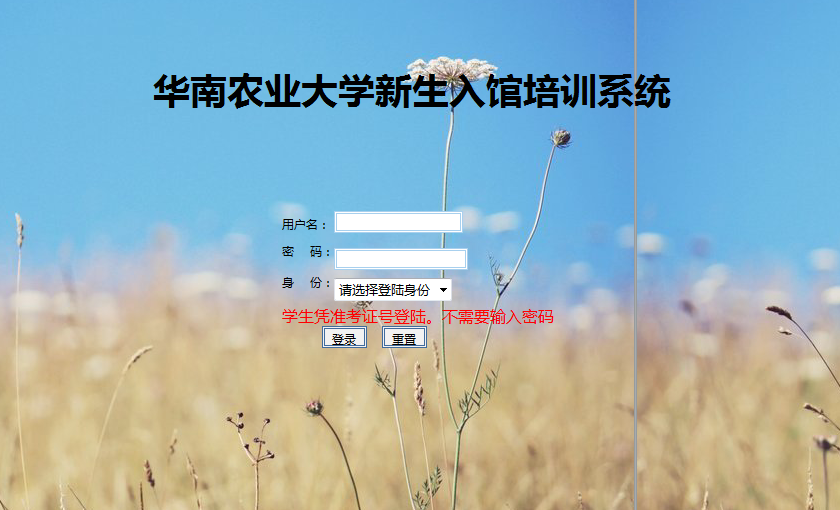 华南农业大学新生入馆培训系统
用户名：
密 码：
身 份： 请选择登陆身份
学生凭准考证号登陆。不需要输入密码
登录 重置